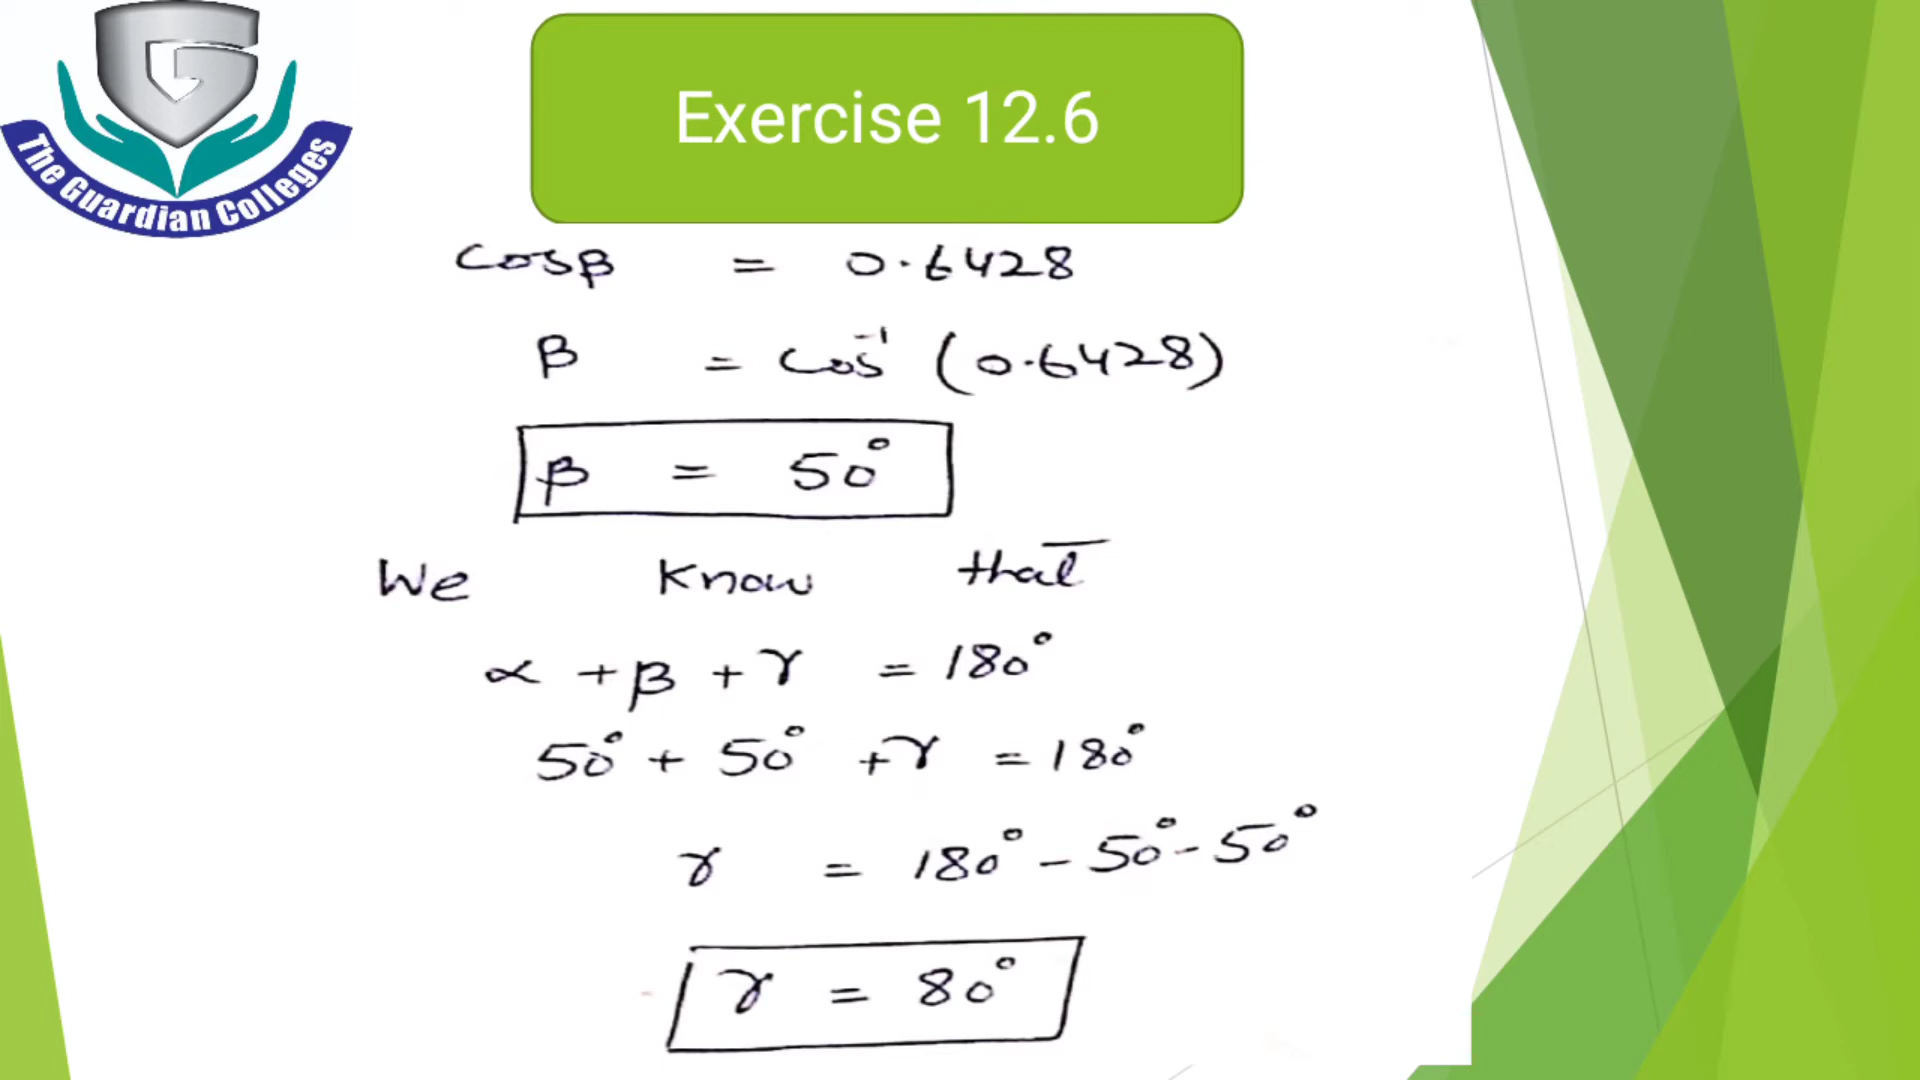 The Guardian Colleges
Exercise 12.6
cosβ = 0.6428
β = cos⁻¹ (0.6428)
β = 50°
We know that
α + β + γ = 180°
50° + 50° + γ = 180°
γ = 180° - 50° - 50°
γ = 80°